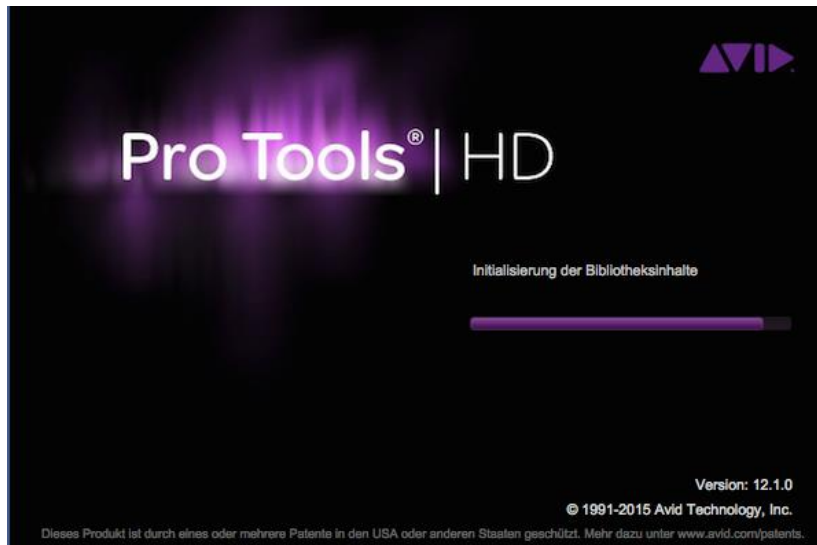 AVID
Pro Tools® | HD
Initialisierung der Bibliotheksinhalte
Version: 12.1.0
© 1991-2015 Avid Technology, Inc.
Dieses Produkt ist durch eines oder mehrere Patente in den USA oder anderen Staaten geschützt. Mehr dazu unter www.avid.com/patents.